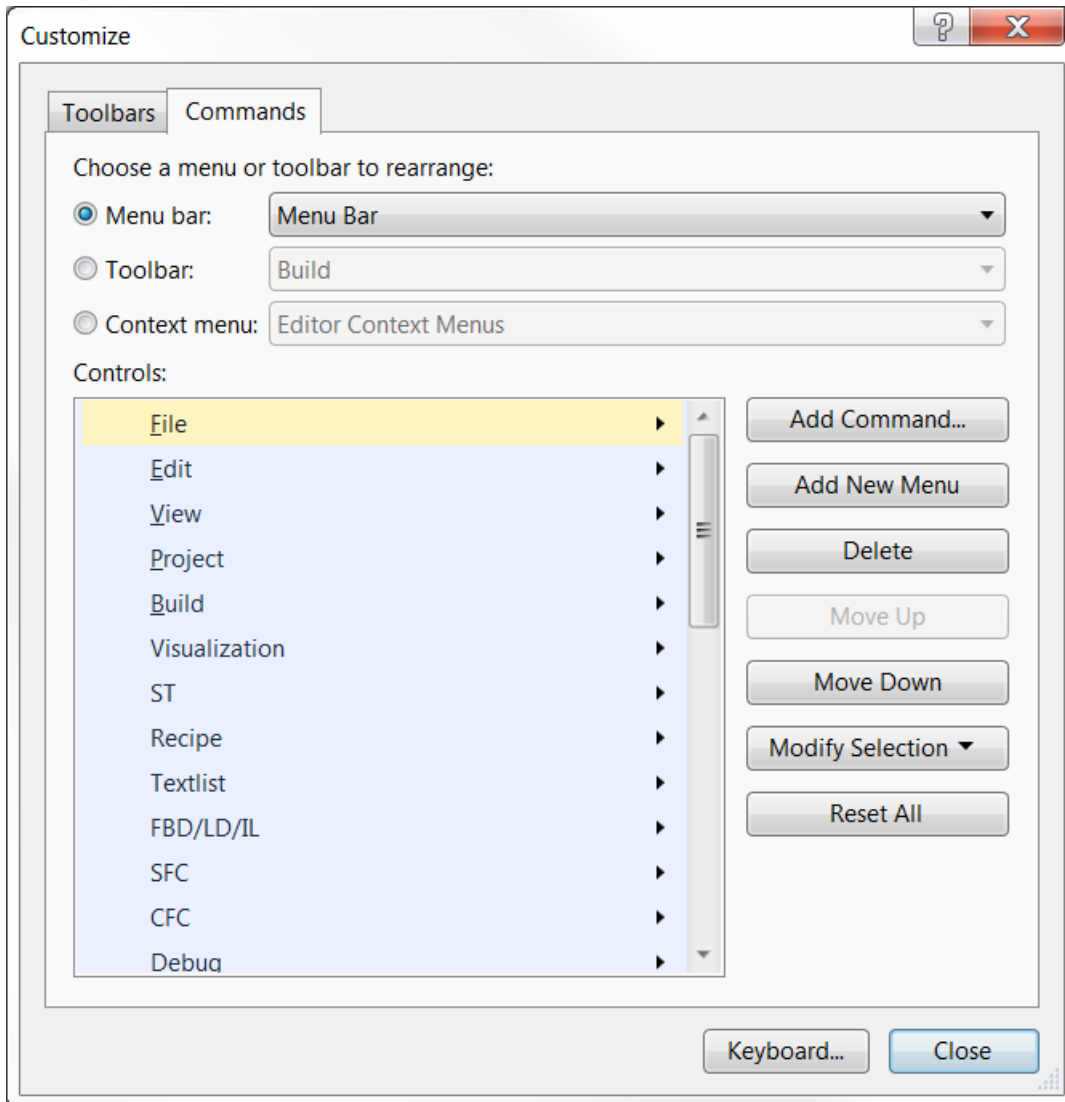 Customize
Toolbars Commands
Choose a menu or toolbar to rearrange:
Menu bar: Menu Bar
Toolbar: Build
Context menu: Editor Context Menus
Controls:
File
Edit
View
Project
Build
Visualization
ST
Recipe
Textlist
FBD/LD/IL
SFC
CFC
Debug
Add Command...
Add New Menu
Delete
Move Up
Move Down
Modify Selection
Reset All
Keyboard... Close